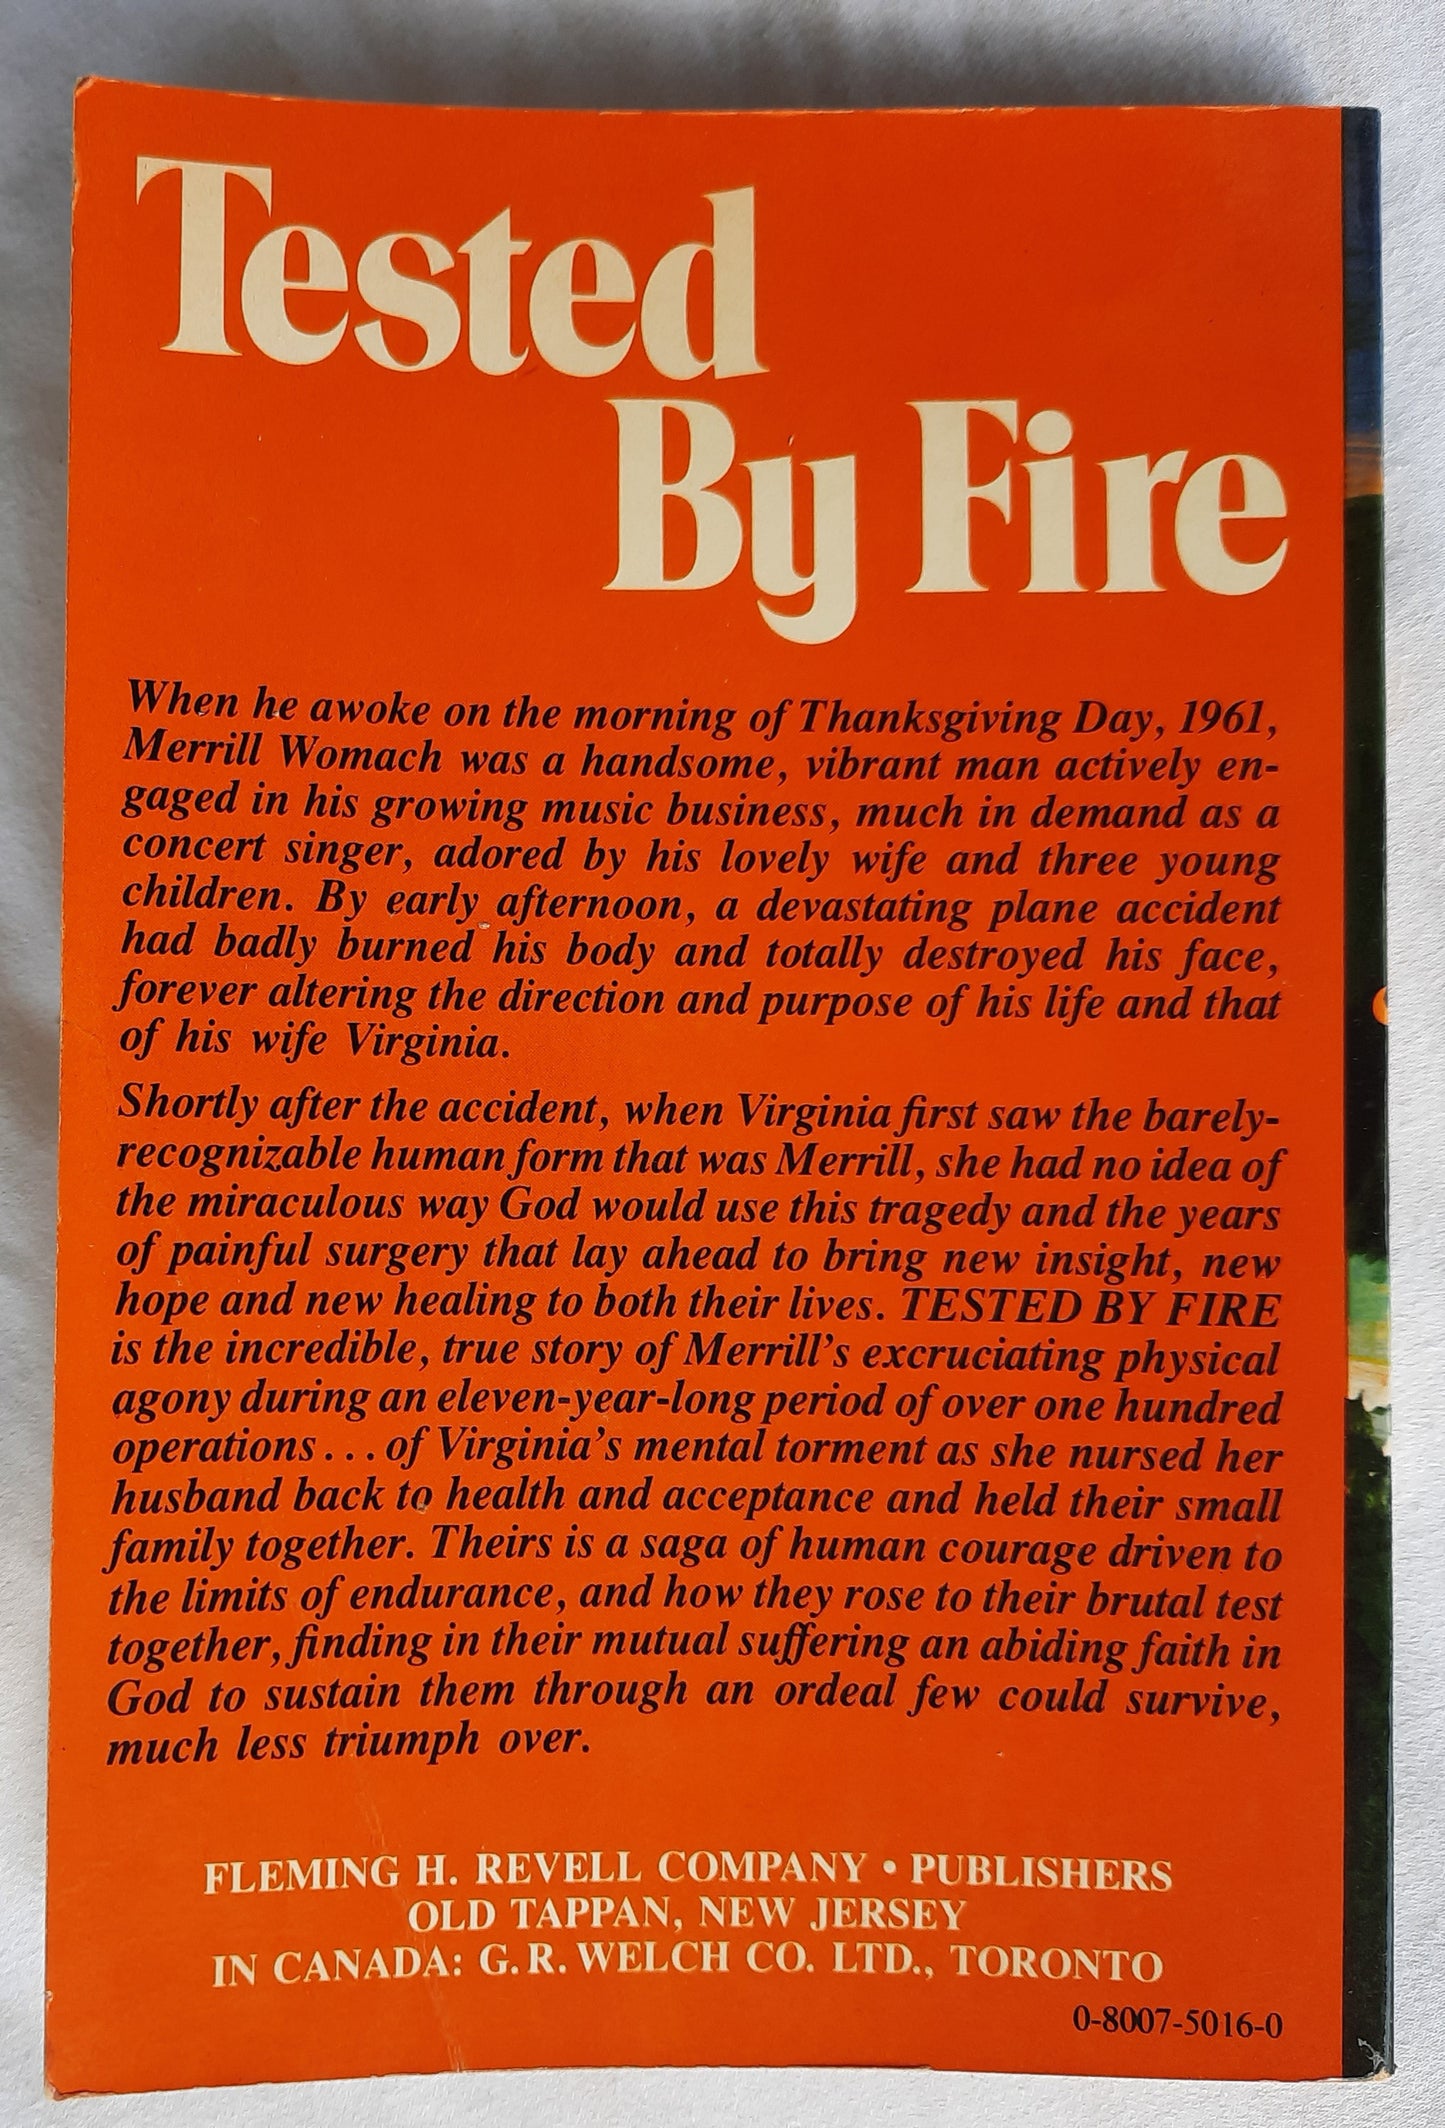 Tested
By Fire
When he awoke on the morning of Thanksgiving Day, 1961,
Merrill Womach was a handsome, vibrant man actively en-
gaged in his growing music business, much in demand as a
concert singer, adored by his lovely wife and three young
children. By early afternoon, a devastating plane accident
had badly burned his body and totally destroyed his face,
forever altering the direction and purpose of his life and that
of his wife Virginia.
Shortly after the accident, when Virginia first saw the barely-
recognizable human form that was Merrill, she had no idea of
the miraculous way God would use this tragedy and the years
of painful surgery that lay ahead to bring new insight, new
hope and new healing to both their lives. TESTED BY FIRE
is the incredible, true story of Merrill's excruciating physical
agony during an eleven-year-long period of over one hundred
operations . . . of Virginia's mental torment as she nursed her
husband back to health and acceptance and held their small
family together. Theirs is a saga of human courage driven to
the limits of endurance, and how they rose to their brutal test
together, finding in their mutual suffering an abiding faith in
God to sustain them through an ordeal few could survive,
much less triumph over.
FLEMING H. REVELL COMPANY • PUBLISHERS
OLD TAPPAN, NEW JERSEY
IN CANADA: G. R. WELCH CO. LTD., TORONTO
0-8007-5016-0